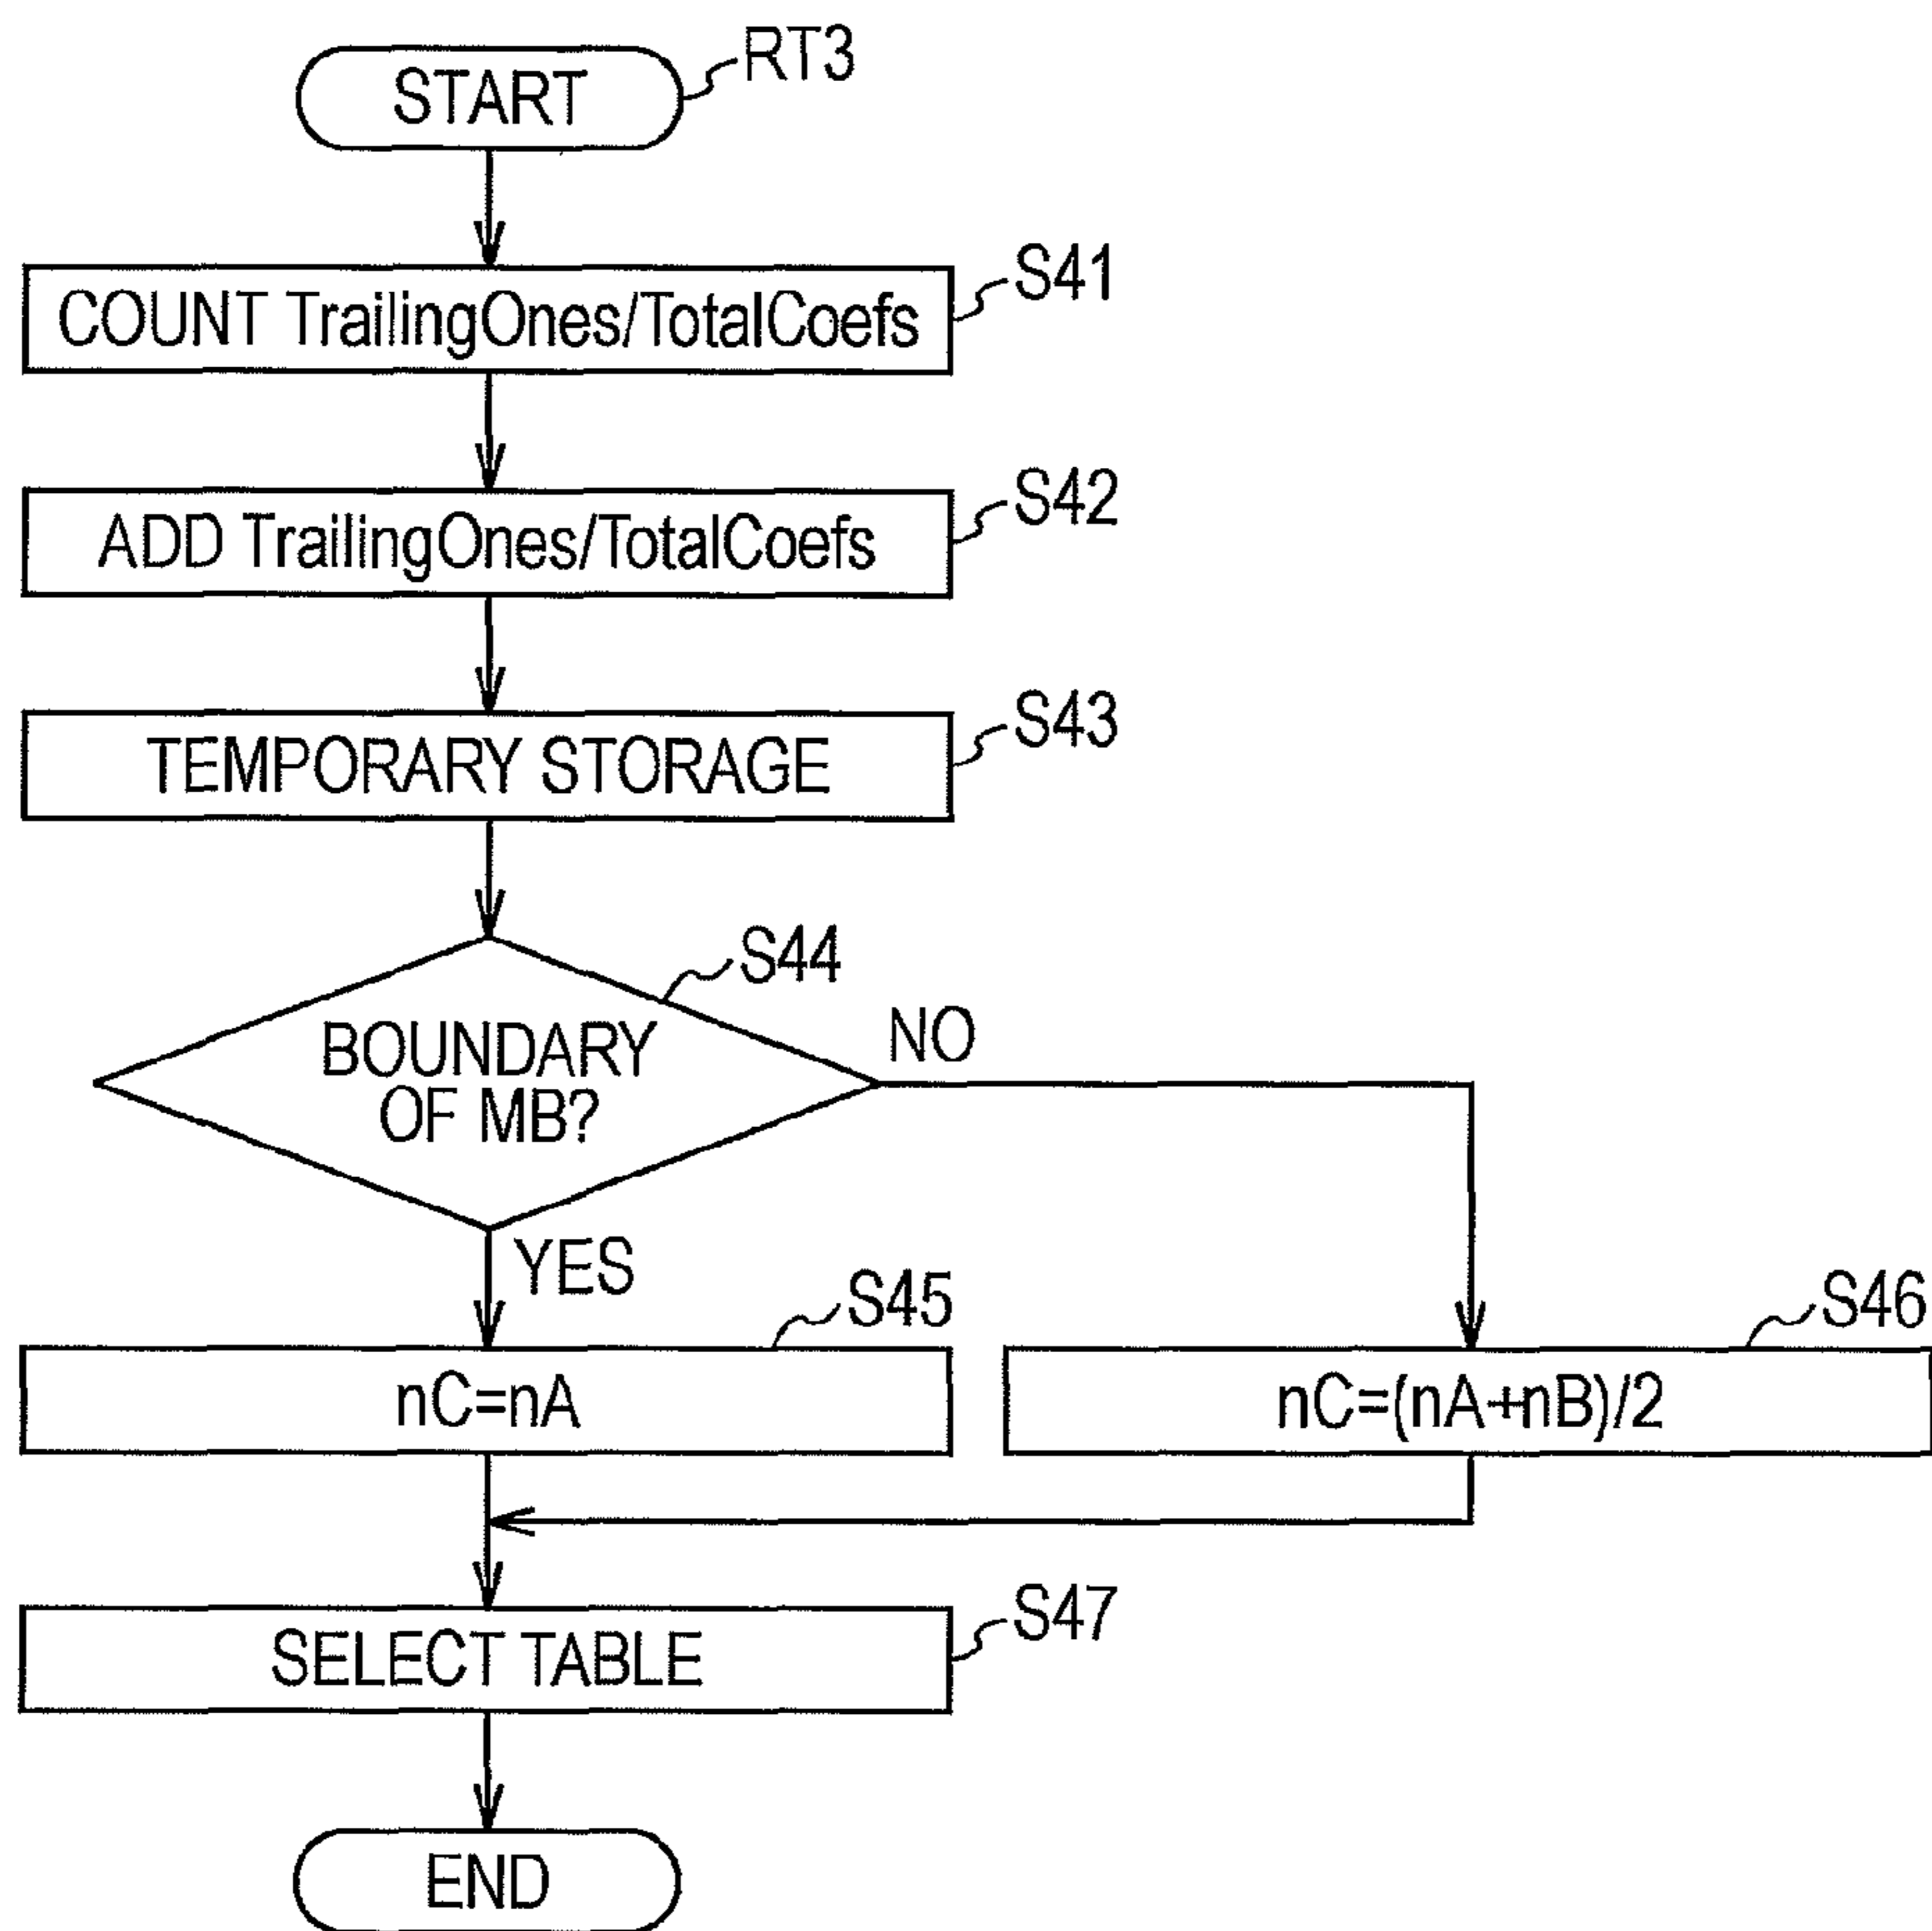 START
RT3
COUNT TrailingOnes/TotalCoefs
S41
ADD TrailingOnes/TotalCoefs
S42
TEMPORARY STORAGE
S43
S44
BOUNDARY
OF MB?
NO
YES
S45
nC=nA
S46
nC=(nA+nB)/2
SELECT TABLE
S47
END